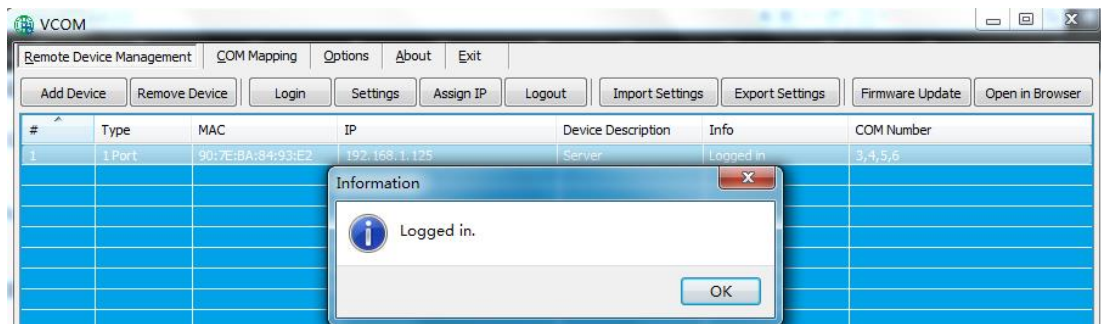 VCOM
Remote Device Management COM Mapping Options About Exit
Add Device Remove Device Login Settings Assign IP Logout Import Settings Export Settings Firmware Update Open in Browser
# Type MAC IP Device Description Info COM Number
1 1 Port 90:7E:BA:84:93:E2 192.168.1.125 Server Logged in 3,4,5,6
Information
Logged in.
OK